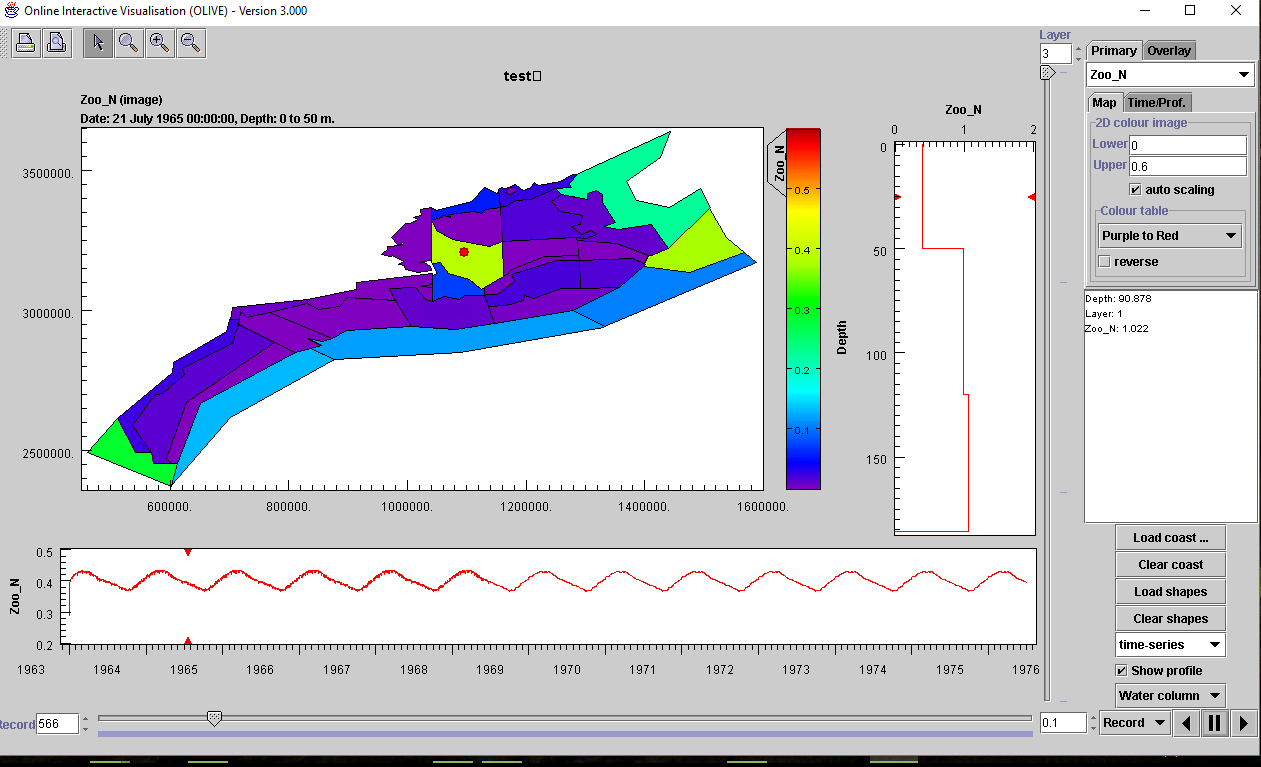 Online Interactive Visualisation (OLIVE) - Version 3.000
Layer
3
Primary
Overlay
test▯
Zoo_N
Zoo_N (image)
Date: 21 July 1965 00:00:00, Depth: 0 to 50 m.
Zoo_N
Map
Time/Prof.
2D colour image
Lower 0
Upper 0.6
auto scaling
Colour table
Purple to Red
reverse
3500000.
3000000.
2500000.
600000.
800000.
1000000.
1200000.
1400000.
1600000.
Zoo_N
0.5
0.4
0.3
0.2
0.1
0
1
2
0
50
100
150
Depth
Depth: 90.878
Layer: 1
Zoo_N: 1.022
Load coast ...
Clear coast
Load shapes
Clear shapes
time-series
Show profile
Water column
0.5
0.4
0.3
0.2
Zoo_N
1963
1964
1965
1966
1967
1968
1969
1970
1971
1972
1973
1974
1975
1976
Record 566
0.1
Record